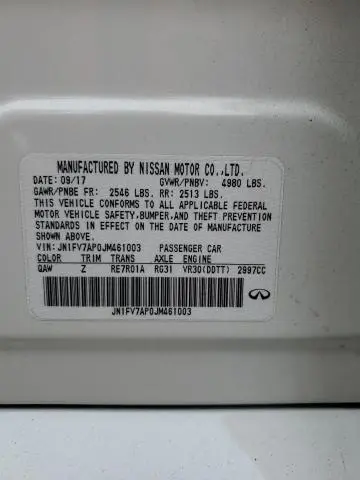 MANUFACTURED BY NISSAN MOTOR CO.,LTD.
DATE: 09/17 GVWR/PNBV: 4980 LBS.
GAWR/PNBE FR: 2546 LBS. RR: 2513 LBS.
THIS VEHICLE CONFORMS TO ALL APPLICABLE FEDERAL
MOTOR VEHICLE SAFETY,BUMPER,AND THEFT PREVENTION
STANDARDS IN EFFECT ON THE DATE OF MANUFACTURE
SHOWN ABOVE.
VIN: JN1FV7AP0JM461003 PASSENGER CAR
COLOR TRIM TRANS AXLE ENGINE
QAW Z RE7R01A RG31 VR30(DDTT) 2997CC
JN1FV7AP0JM461003